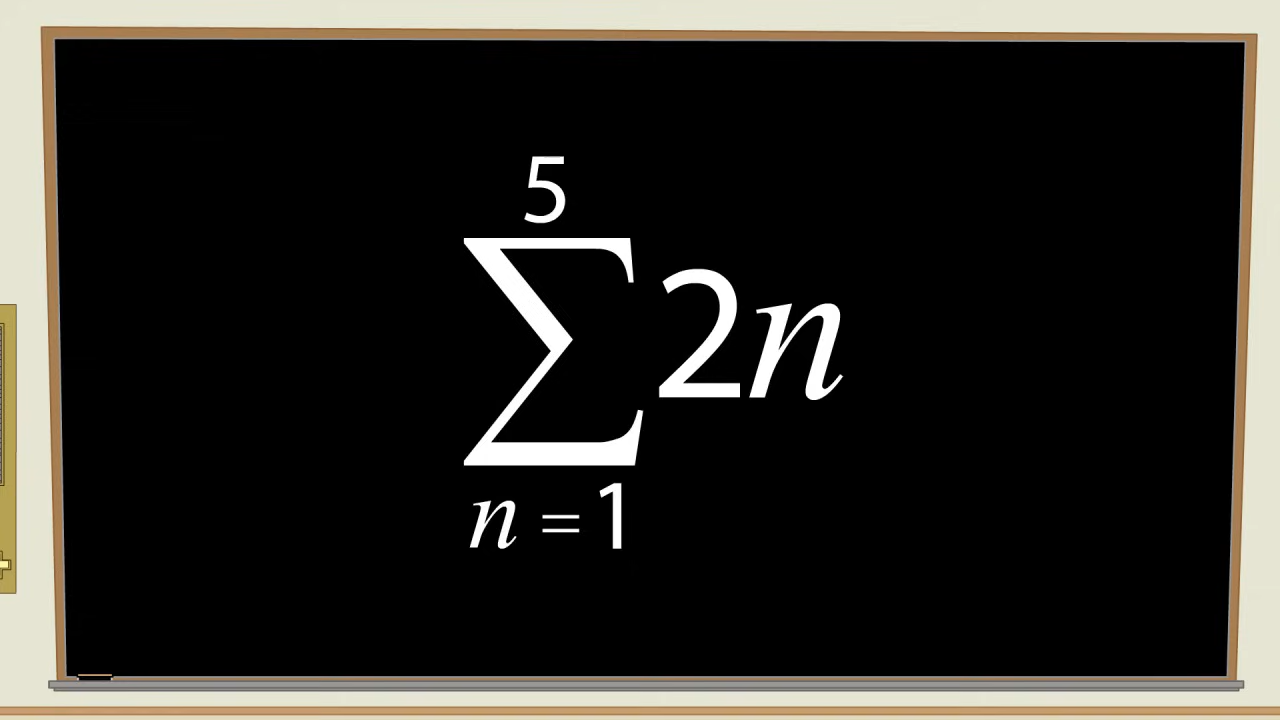 5
∑ 2n
n = 1